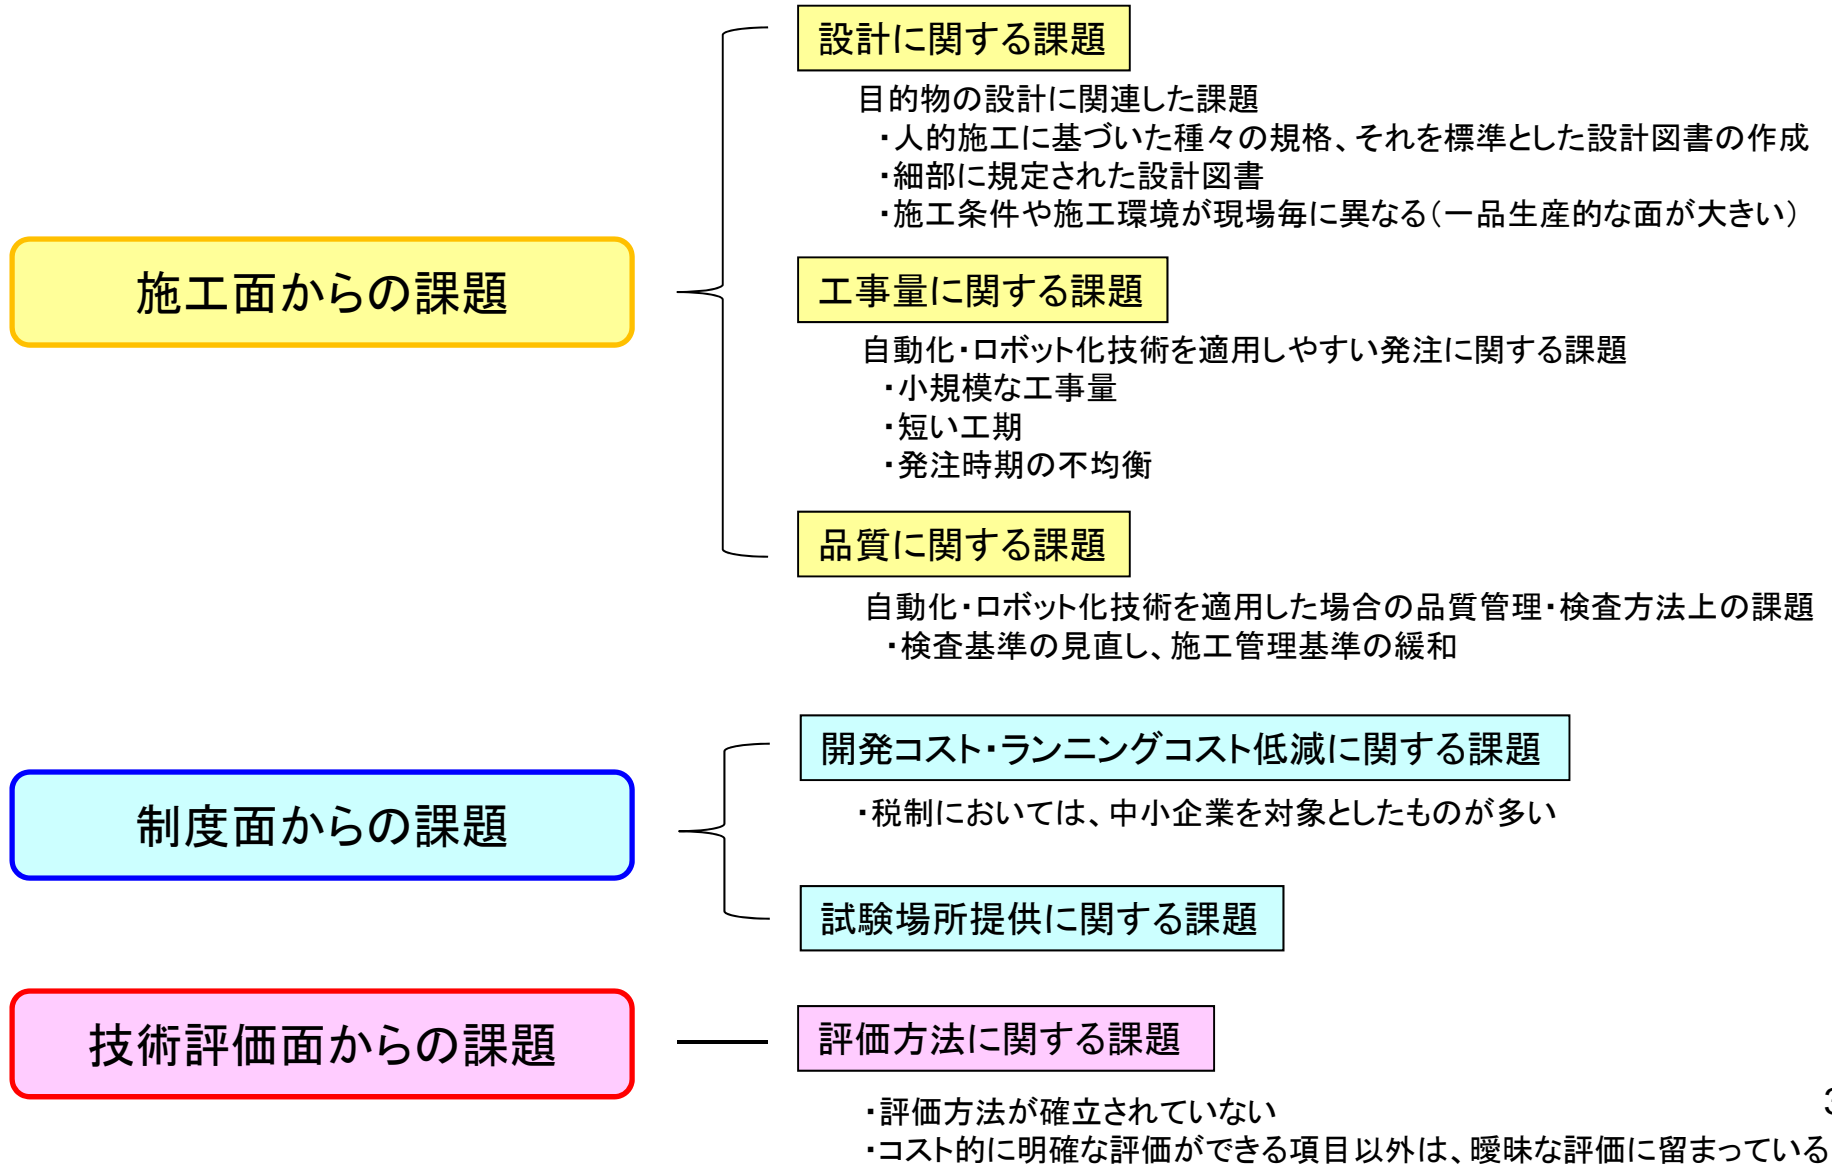 設計に関する課題
目的物の設計に関連した課題
・人的施工に基づいた種々の規格、それを標準とした設計図書の作成
・細部に規定された設計図書
・施工条件や施工環境が現場毎に異なる(一品生産的な面が大きい)
施工面からの課題
工事量に関する課題
自動化・ロボット化技術を適用しやすい発注に関する課題
・小規模な工事量
・短い工期
・発注時期の不均衡
品質に関する課題
自動化・ロボット化技術を適用した場合の品質管理・検査方法上の課題
・検査基準の見直し、施工管理基準の緩和
開発コスト・ランニングコスト低減に関する課題
・税制においては、中小企業を対象としたものが多い
制度面からの課題
試験場所提供に関する課題
技術評価面からの課題
評価方法に関する課題
・評価方法が確立されていない
・コスト的に明確な評価ができる項目以外は、曖昧な評価に留まっている